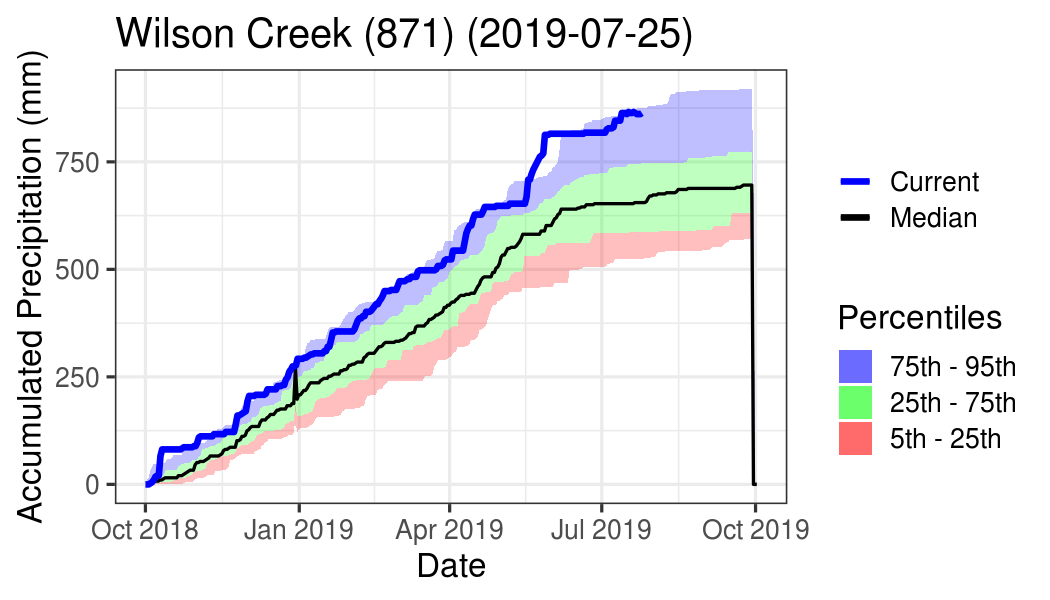 Wilson Creek (871) (2019-07-25)
Accumulated Precipitation (mm)
750
500
250
0
Oct 2018
Jan 2019
Apr 2019
Jul 2019
Oct 2019
Date
Current
Median
Percentiles
75th - 95th
25th - 75th
5th - 25th